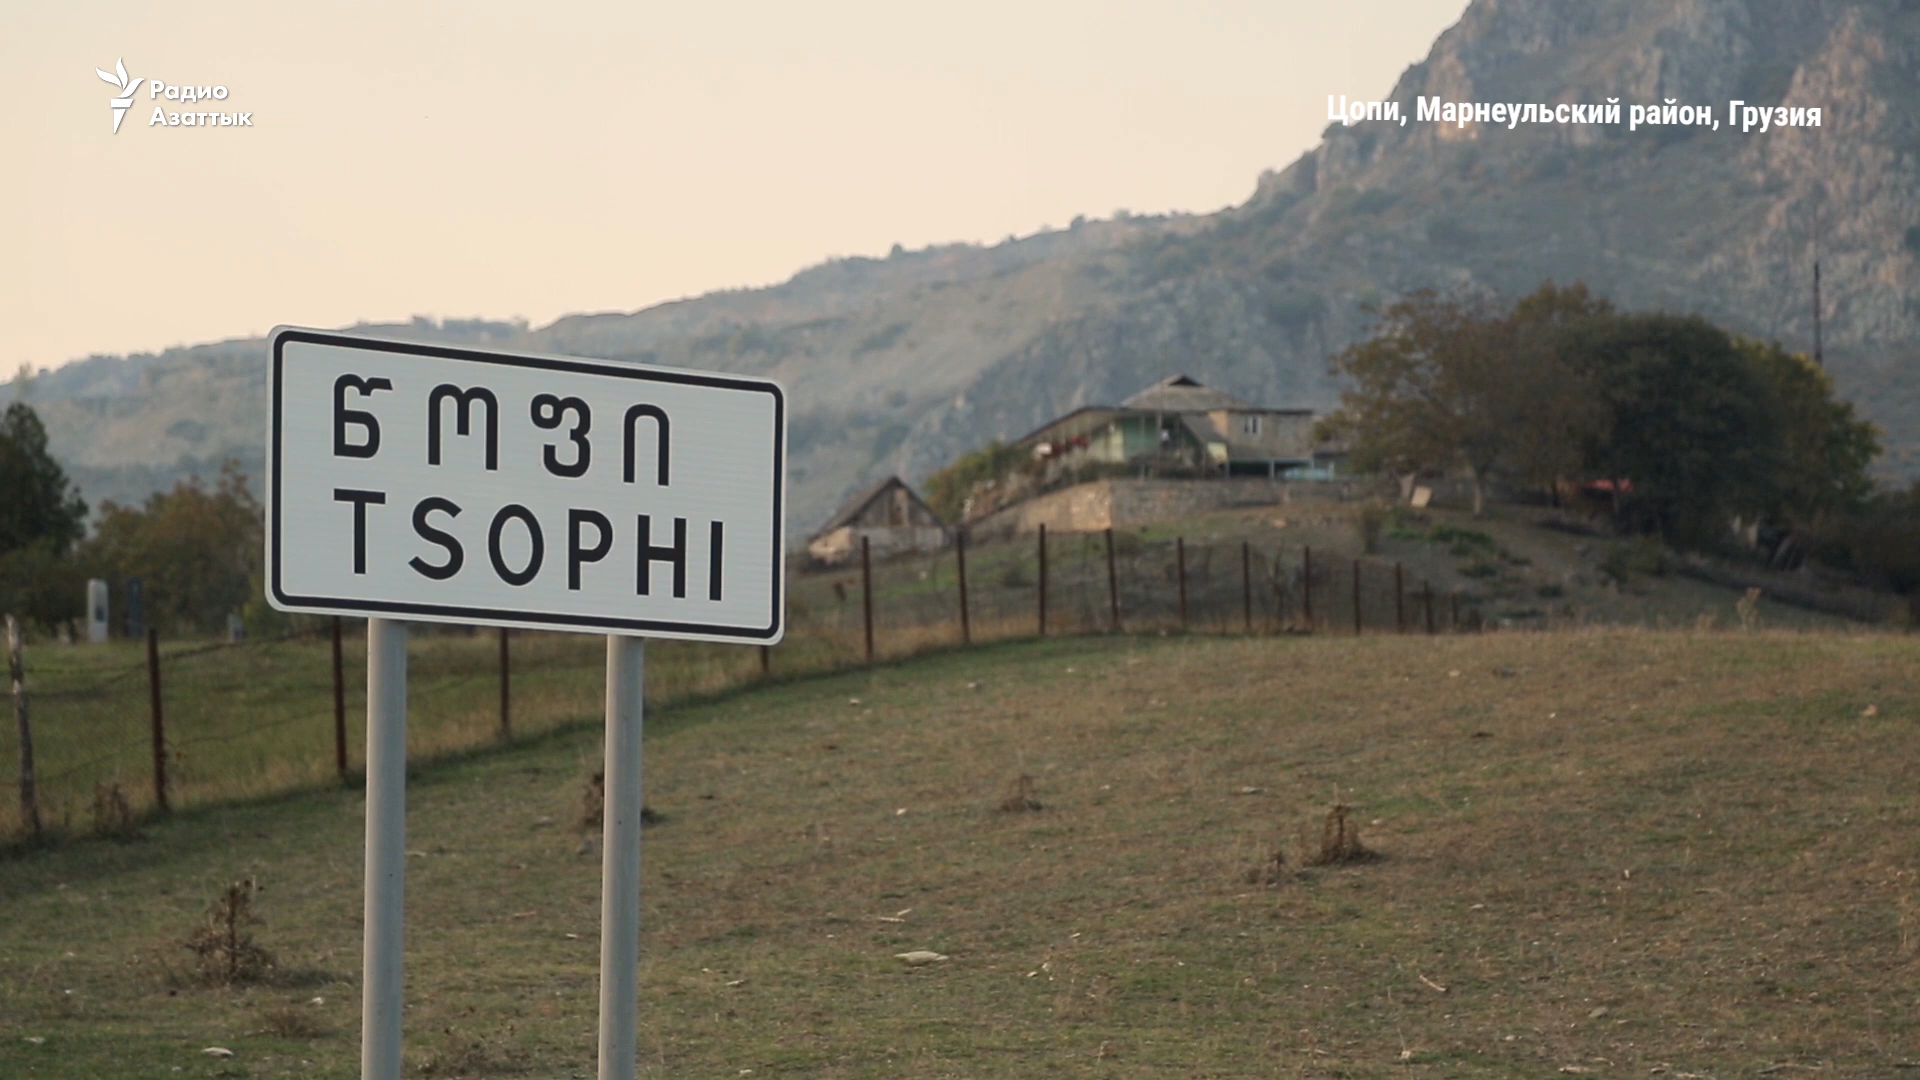 Радио
Азаттык
Цопи, Марнеульский район, Грузия
წოფი
TSOPHI